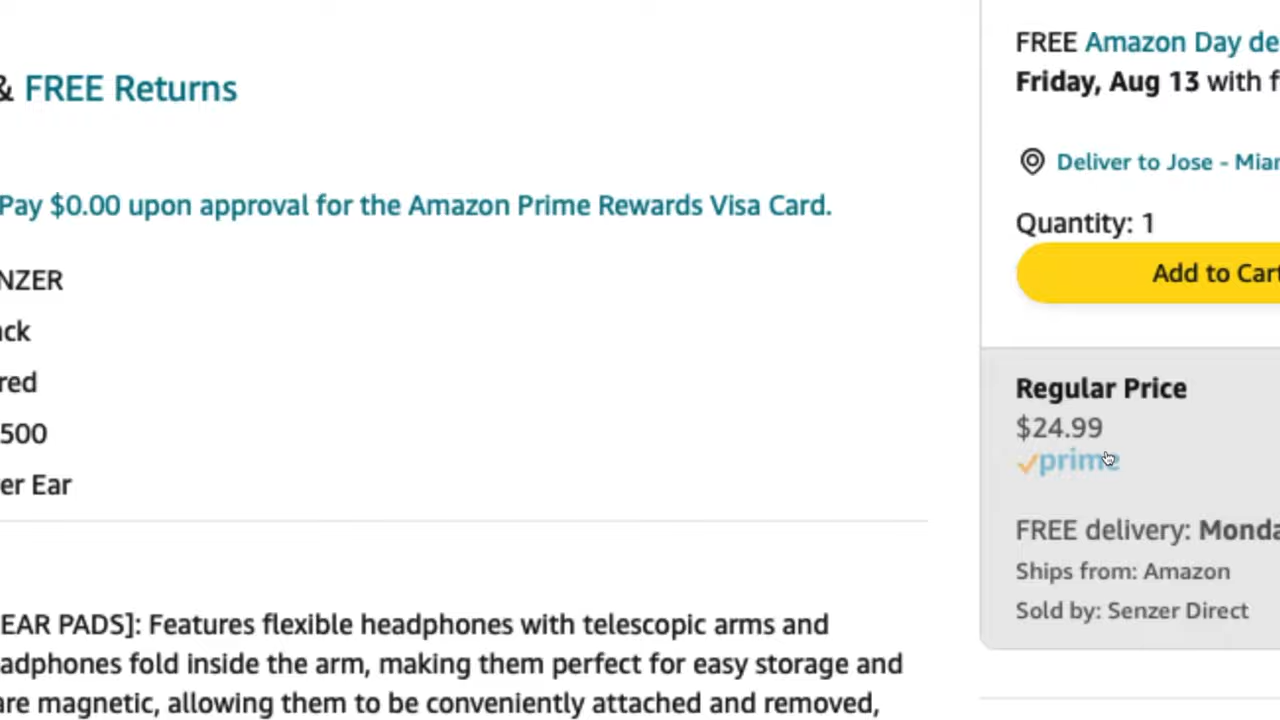 & FREE Returns
Pay $0.00 upon approval for the Amazon Prime Rewards Visa Card.
NZER
ck
red
500
er Ear
EAR PADS]: Features flexible headphones with telescopic arms and
adphones fold inside the arm, making them perfect for easy storage and
are magnetic, allowing them to be conveniently attached and removed,
FREE Amazon Day de
Friday, Aug 13 with f
Deliver to Jose - Miam
Quantity: 1
Add to Cart
Regular Price
$24.99
prime
FREE delivery: Monda
Ships from: Amazon
Sold by: Senzer Direct